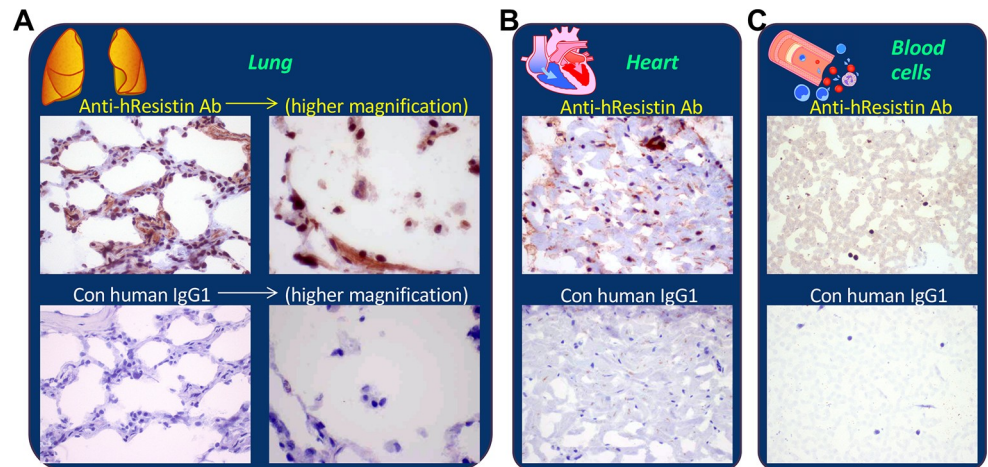 A
Lung
Anti-hResistin Ab (higher magnification)
Con human IgG1 (higher magnification)
B
Heart
Anti-hResistin Ab
Con human IgG1
C
Blood
cells
Anti-hResistin Ab
Con human IgG1